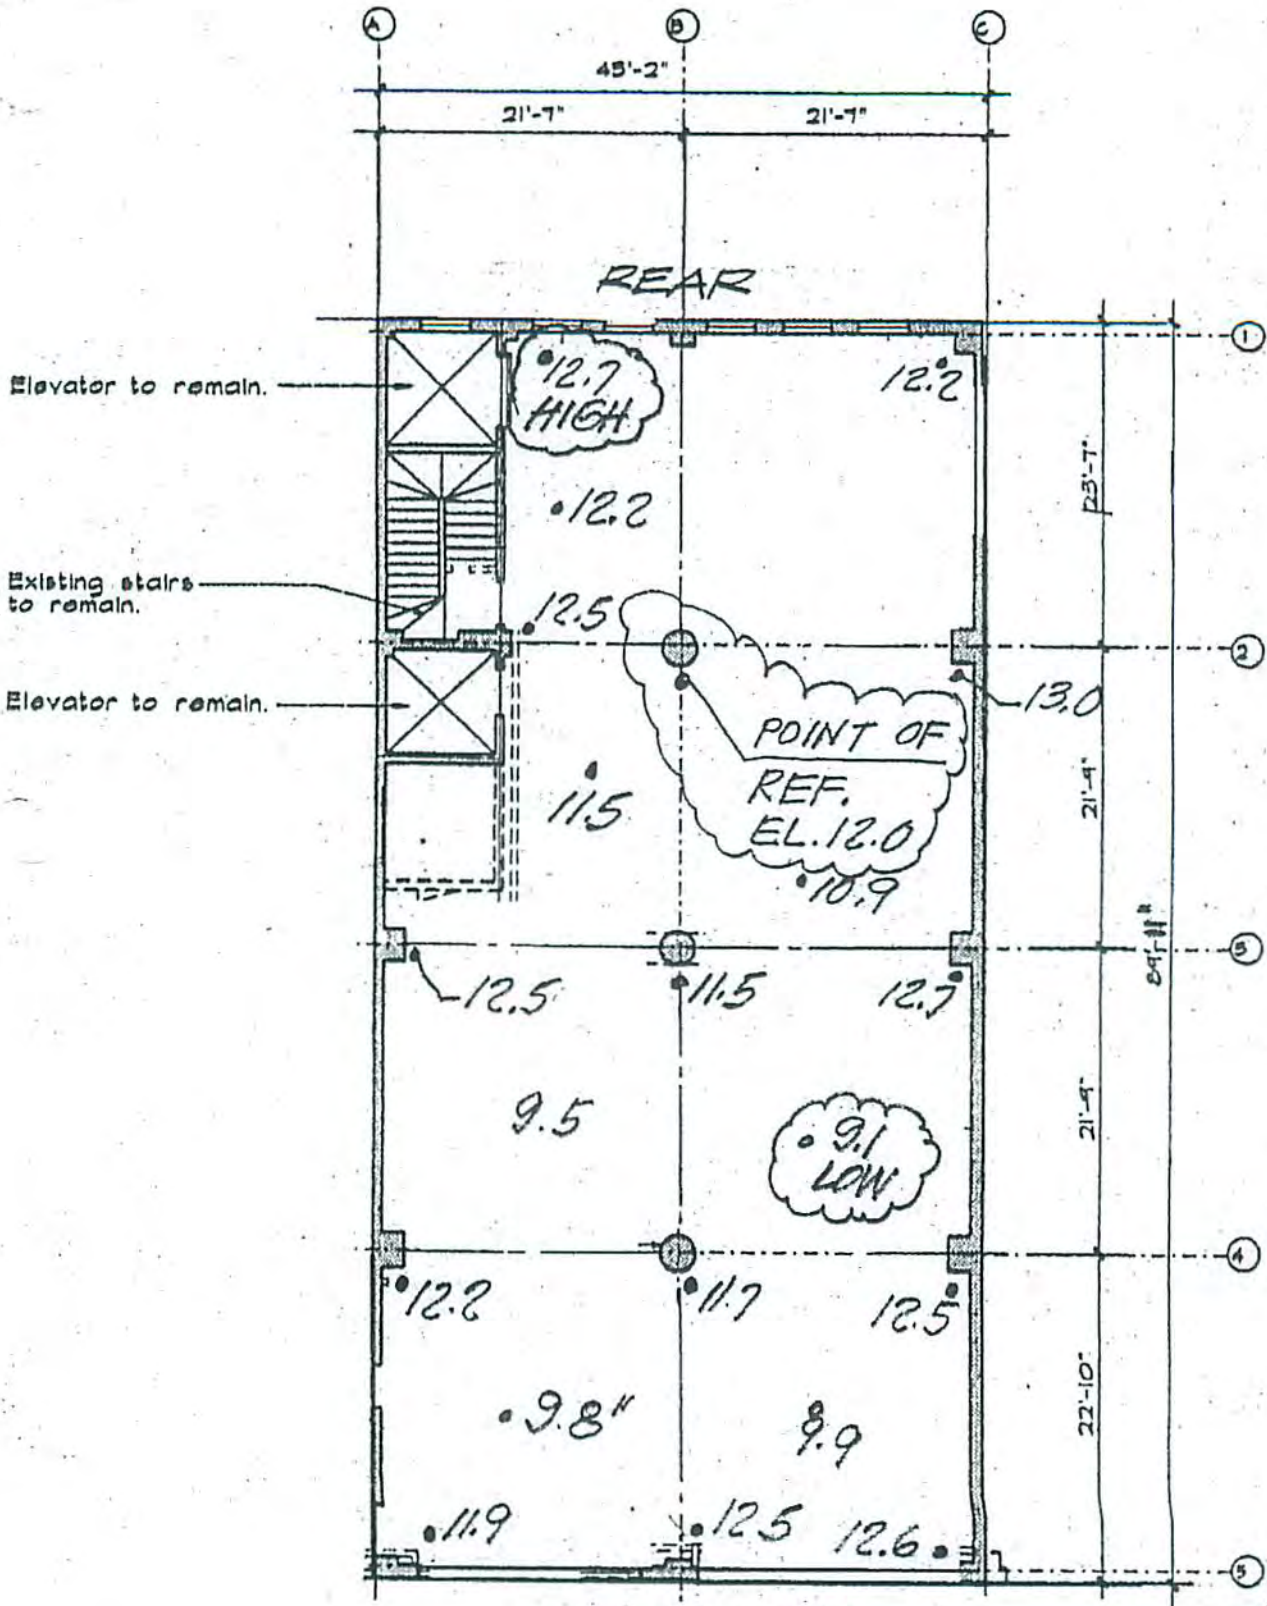 A B C
45'-2"
21'-7" 21'-7"
REAR
1
12.7
HIGH
12.2
Elevator to remain.
23'-7"
12.2
Existing stairs
to remain.
12.5
2
Elevator to remain.
13.0
POINT OF
REF.
EL.12.0
11.5
21'-9"
10.9
12.5
11.5
12.7
9.5
9.1
LOW
21'-9"
4
12.2
11.7
12.5
9.8"
9.9
22'-10"
11.9
12.5
12.6
5